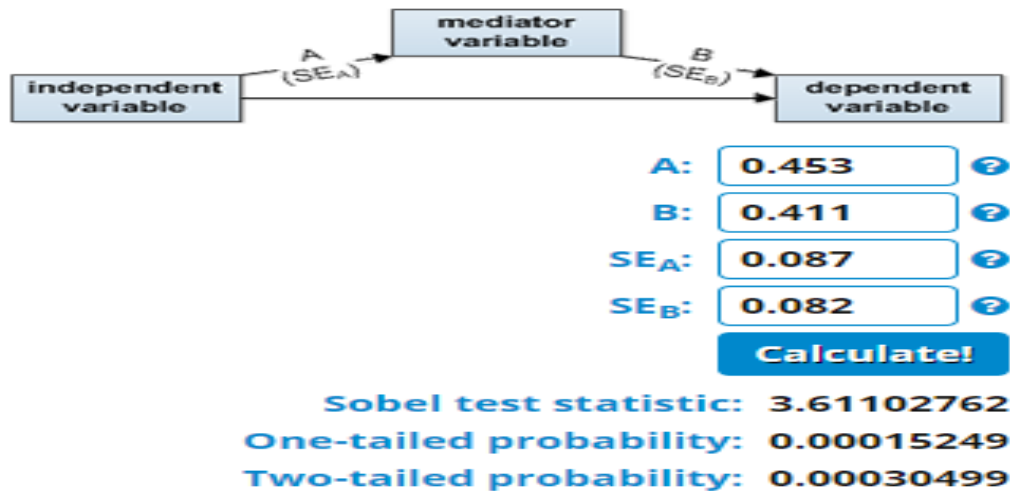 mediator
variable
A
(SEA)
B
(SEB)
independent
variable
dependent
variable
A: 0.453 ?
B: 0.411 ?
SEA: 0.087 ?
SEB: 0.082 ?
Calculate!
Sobel test statistic: 3.61102762
One-tailed probability: 0.00015249
Two-tailed probability: 0.00030499